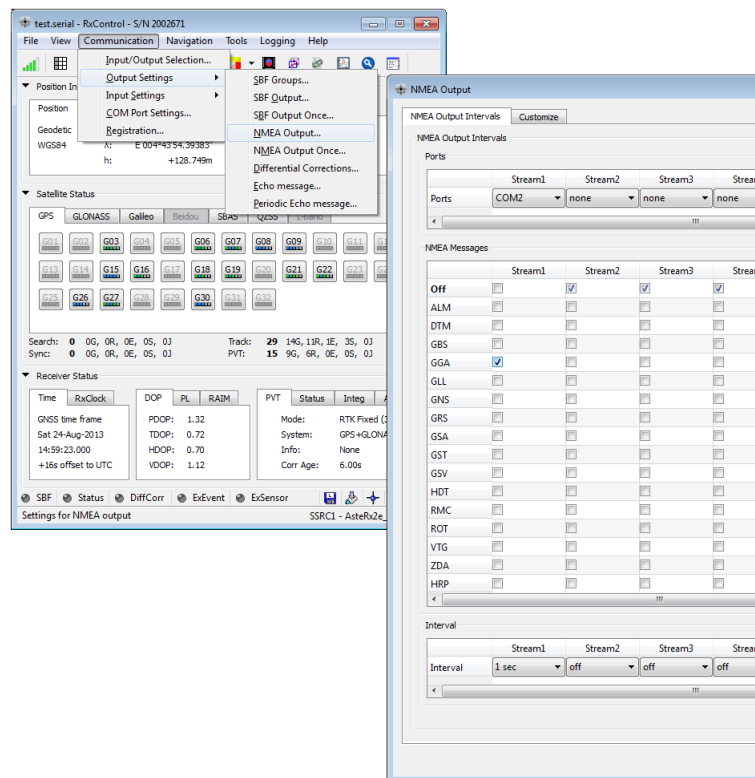 test.serial - RxControl - S/N 2002671
File View Communication Navigation Tools Logging Help
Input/Output Selection...
Output Settings
Input Settings
COM Port Settings...
Registration...
SBF Groups...
SBF Output...
SBF Output Once...
NMEA Output...
NMEA Output Once...
Differential Corrections...
Echo message...
Periodic Echo message...
Position In
Position
Geodetic
WGS84 λ: E 004°43'54.39383"
h: +128.749m
Satellite Status
GPS GLONASS Galileo Beidou SBAS QZSS L-Band
G01 G02 G03 G04 G05 G06 G07 G08 G09 G10 G11
G13 G14 G15 G16 G17 G18 G19 G20 G21 G22 G23
G25 G26 G27 G28 G29 G30 G31 G32
Search: 0 0G, 0R, 0E, 0S, 0J Track: 29 14G, 11R, 1E, 3S, 0J
Sync: 0 0G, 0R, 0E, 0S, 0J PVT: 15 9G, 6R, 0E, 0S, 0J
Receiver Status
Time RxClock DOP PL RAIM PVT Status Integ
GNSS time frame PDOP: 1.32 Mode: RTK Fixed
Sat 24-Aug-2013 TDOP: 0.72 System: GPS+GLONA
14:59:23.000 HDOP: 0.70 Info: None
+16s offset to UTC VDOP: 1.12 Corr Age: 6.00s
SBF Status DiffCorr ExEvent ExSensor
Settings for NMEA output SSRC1 - AsteRx2e_
NMEA Output
NMEA Output Intervals Customize
NMEA Output Intervals
Ports
Stream1 Stream2 Stream3 Strea
Ports COM2 none none none
NMEA Messages
Stream1 Stream2 Stream3 Strea
Off
ALM
DTM
GBS
GGA
GLL
GNS
GRS
GSA
GST
GSV
HDT
RMC
ROT
VTG
ZDA
HRP
Interval
Stream1 Stream2 Stream3 Strea
Interval 1 sec off off off